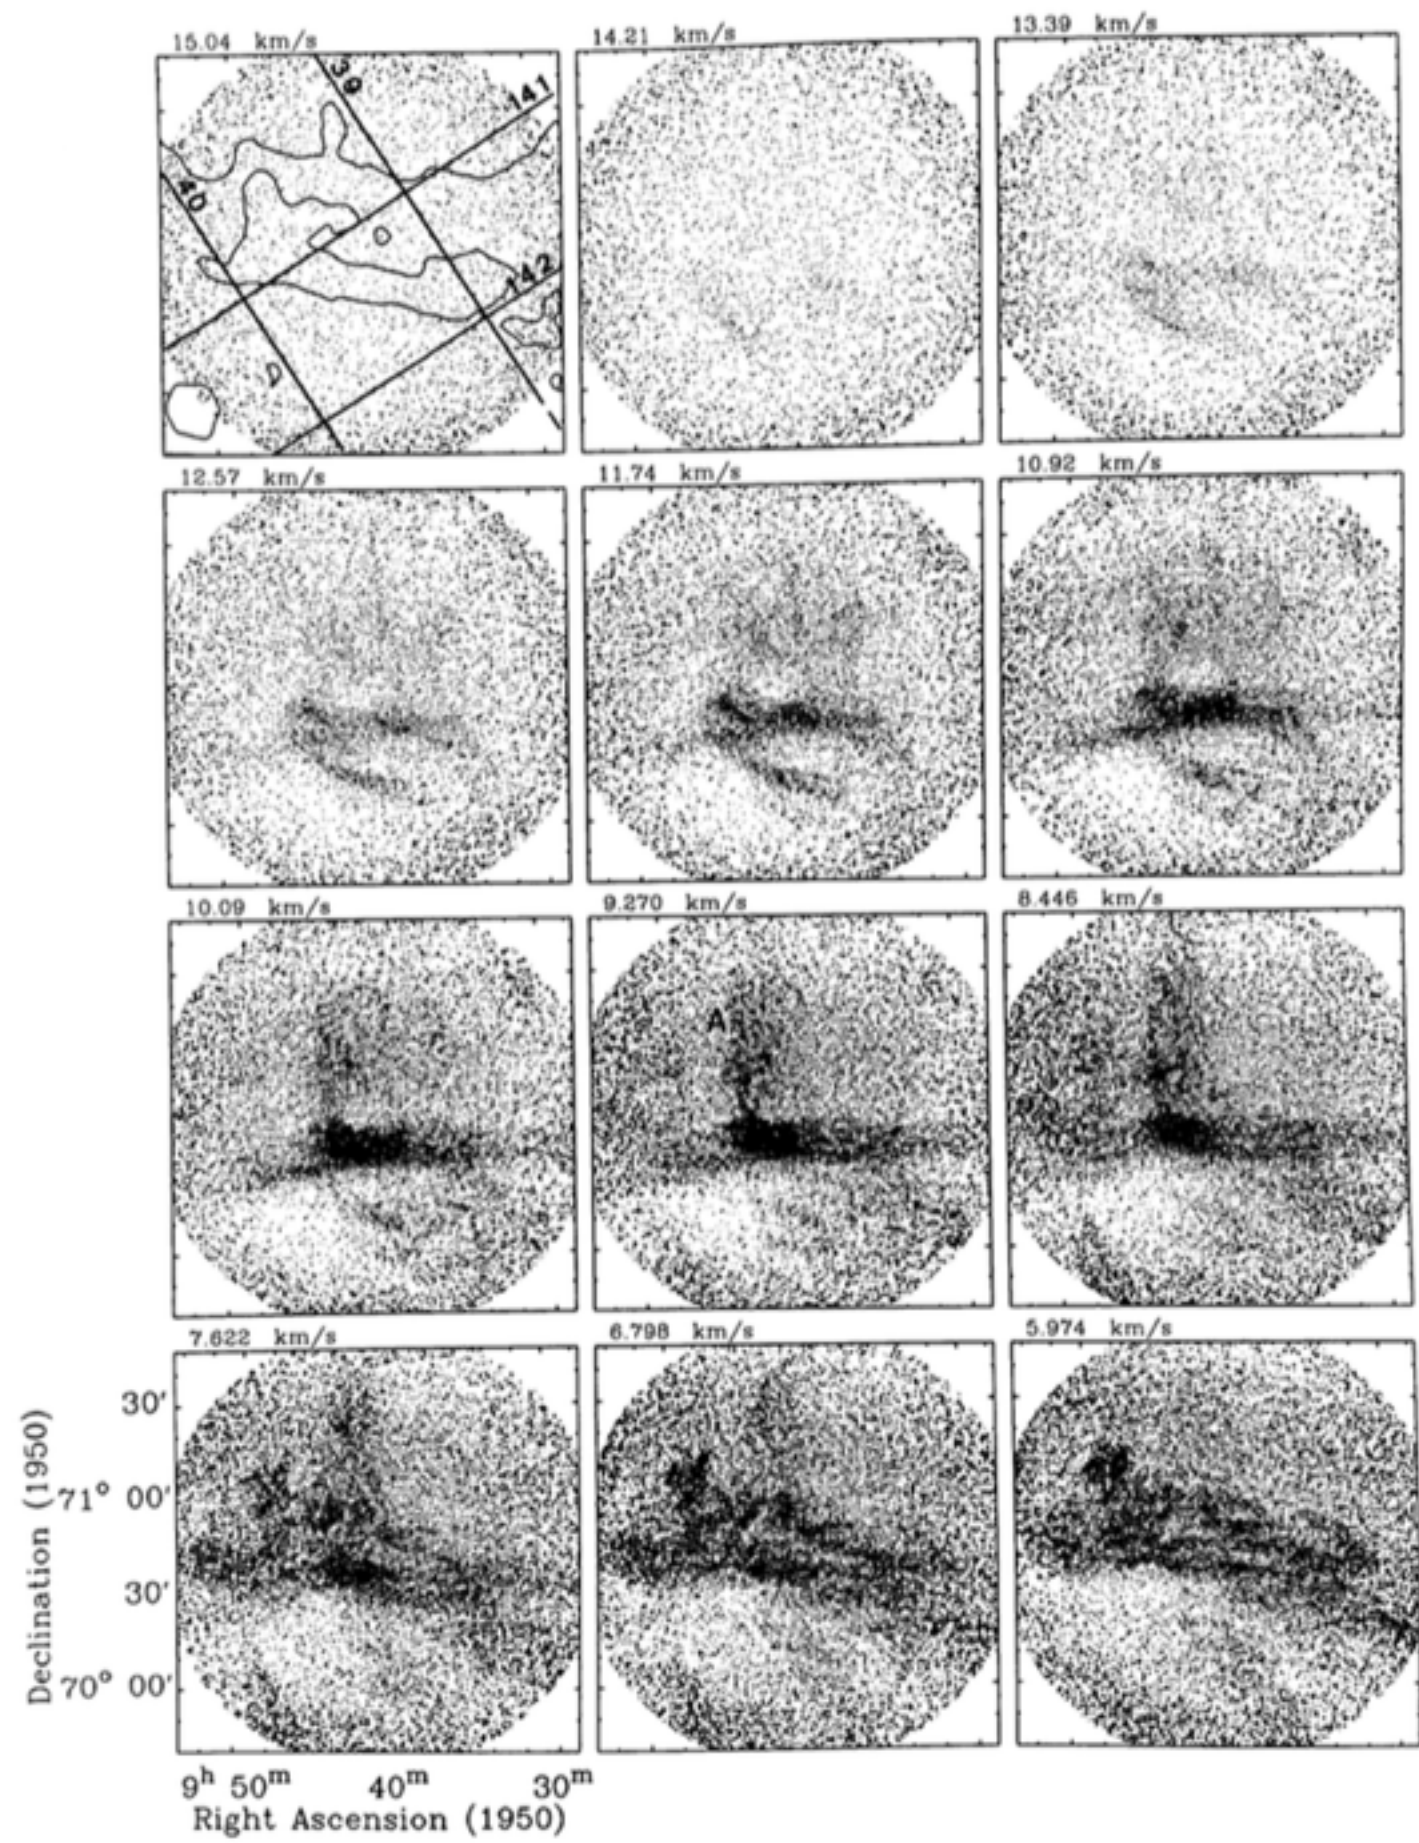 15.04 km/s
14.21 km/s
13.39 km/s
39
141
40
142
12.57 km/s
11.74 km/s
10.92 km/s
10.09 km/s
9.270 km/s
8.446 km/s
A
7.622 km/s
6.798 km/s
5.974 km/s
30′
71° 00′
30′
70° 00′
Declination (1950)
9h 50m 40m 30m
Right Ascension (1950)